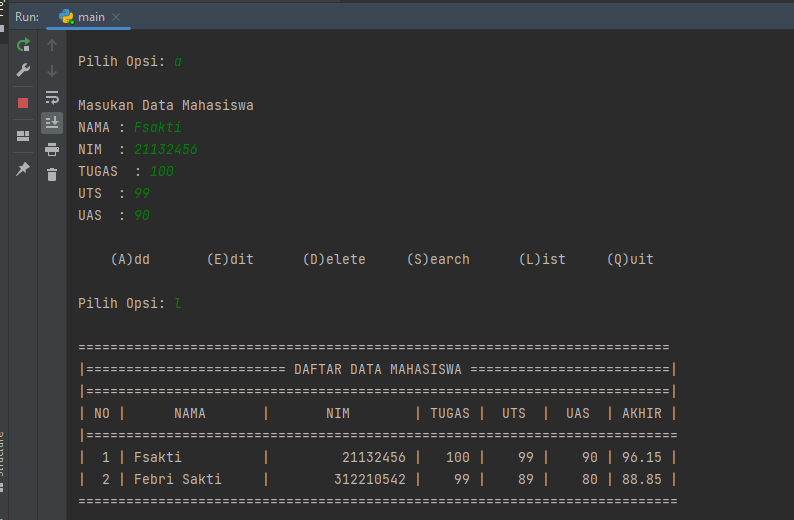 Run: main
Pilih Opsi: a
Masukan Data Mahasiswa
NAMA : Fsakti
NIM  : 21132456
TUGAS  : 100
UTS  : 99
UAS  : 90
(A)dd       (E)dit      (D)elete     (S)earch      (L)ist     (Q)uit
Pilih Opsi: l
==========================================================================
|========================= DAFTAR DATA MAHASISWA =========================|
|=========================================================================|
| NO |      NAMA       |       NIM        | TUGAS |  UTS  |  UAS  | AKHIR |
|==========================================================================
|  1 | Fsakti          |         21132456 |   100 |    99 |    90 | 96.15 |
|  2 | Febri Sakti     |        312210542 |    99 |    89 |    80 | 88.85 |
===========================================================================